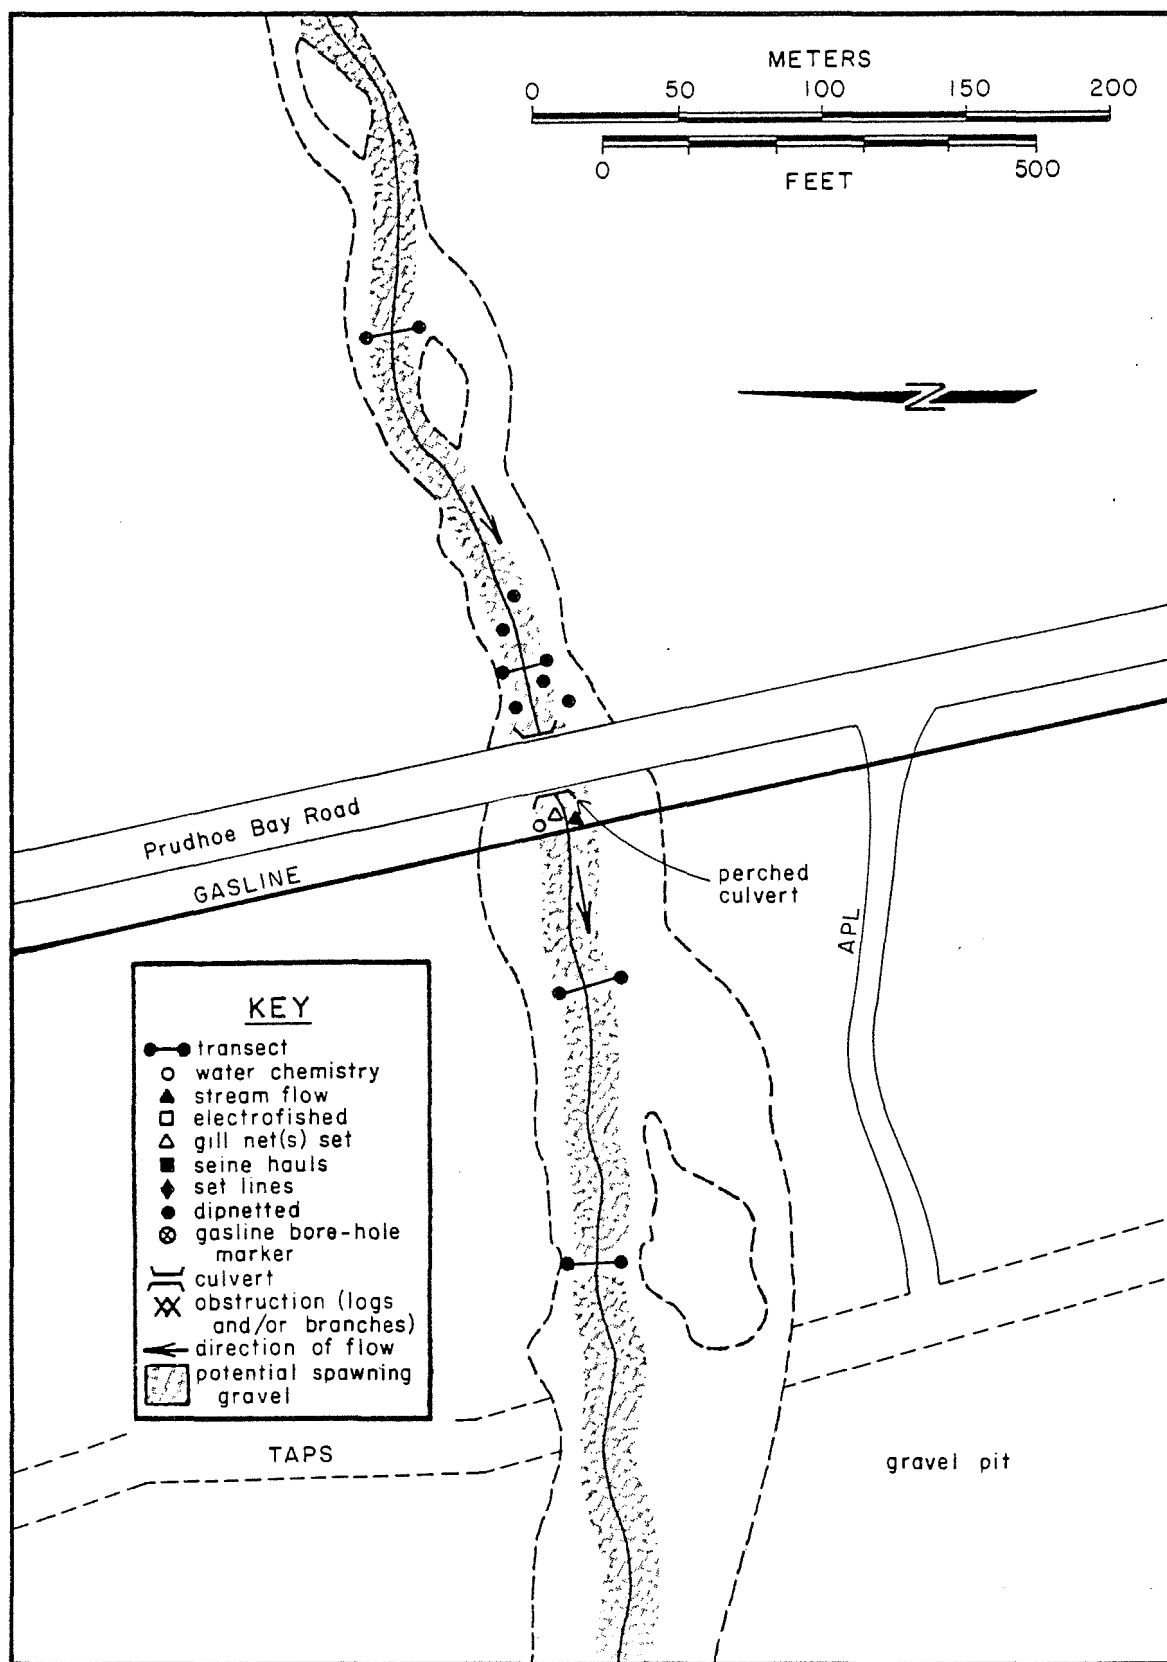 METERS
0 50 100 150 200
0 500
FEET
N
Prudhoe Bay Road
GASLINE
perched
culvert
APL
KEY
transect
water chemistry
stream flow
electrofished
gill net(s) set
seine hauls
set lines
dipnetted
gasline bore-hole
marker
culvert
obstruction (logs
and/or branches)
direction of flow
potential spawning
gravel
TAPS
gravel pit